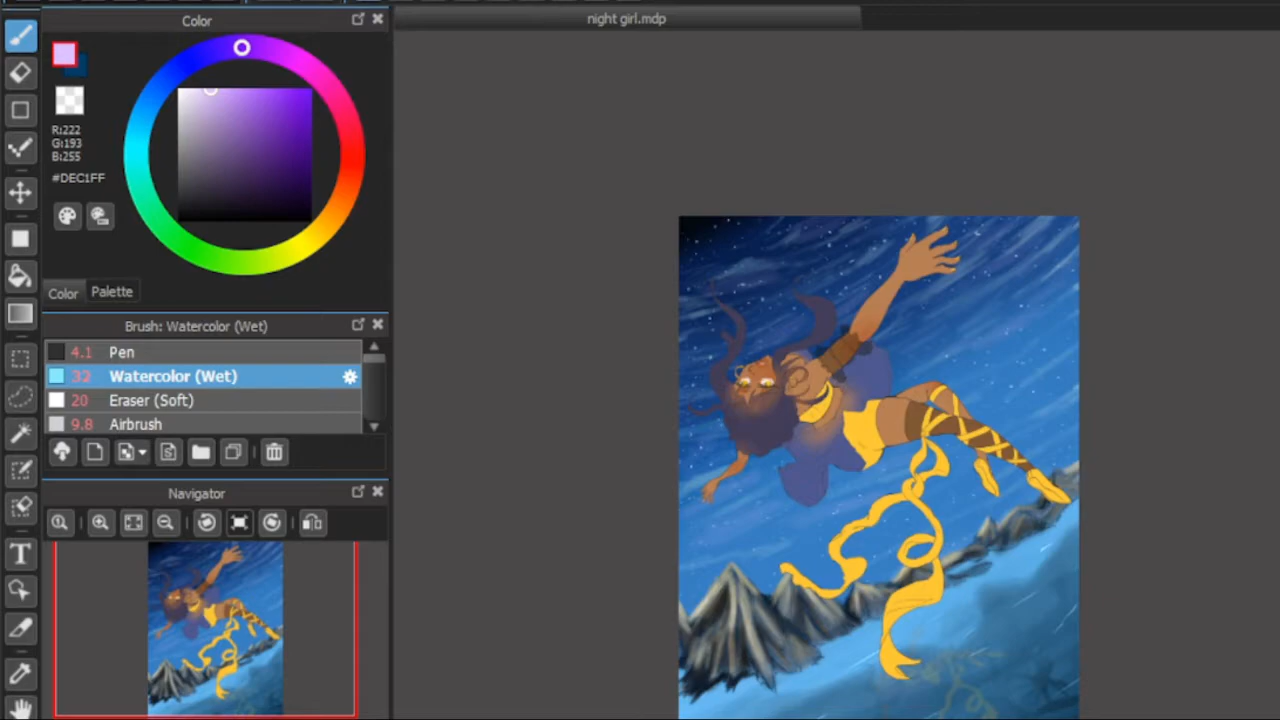 Color
night girl.mdp
R:222
G:193
B:255
#DEC1FF
Color Palette
Brush: Watercolor (Wet)
4.1 Pen
32 Watercolor (Wet)
20 Eraser (Soft)
9.8 Airbrush
Navigator